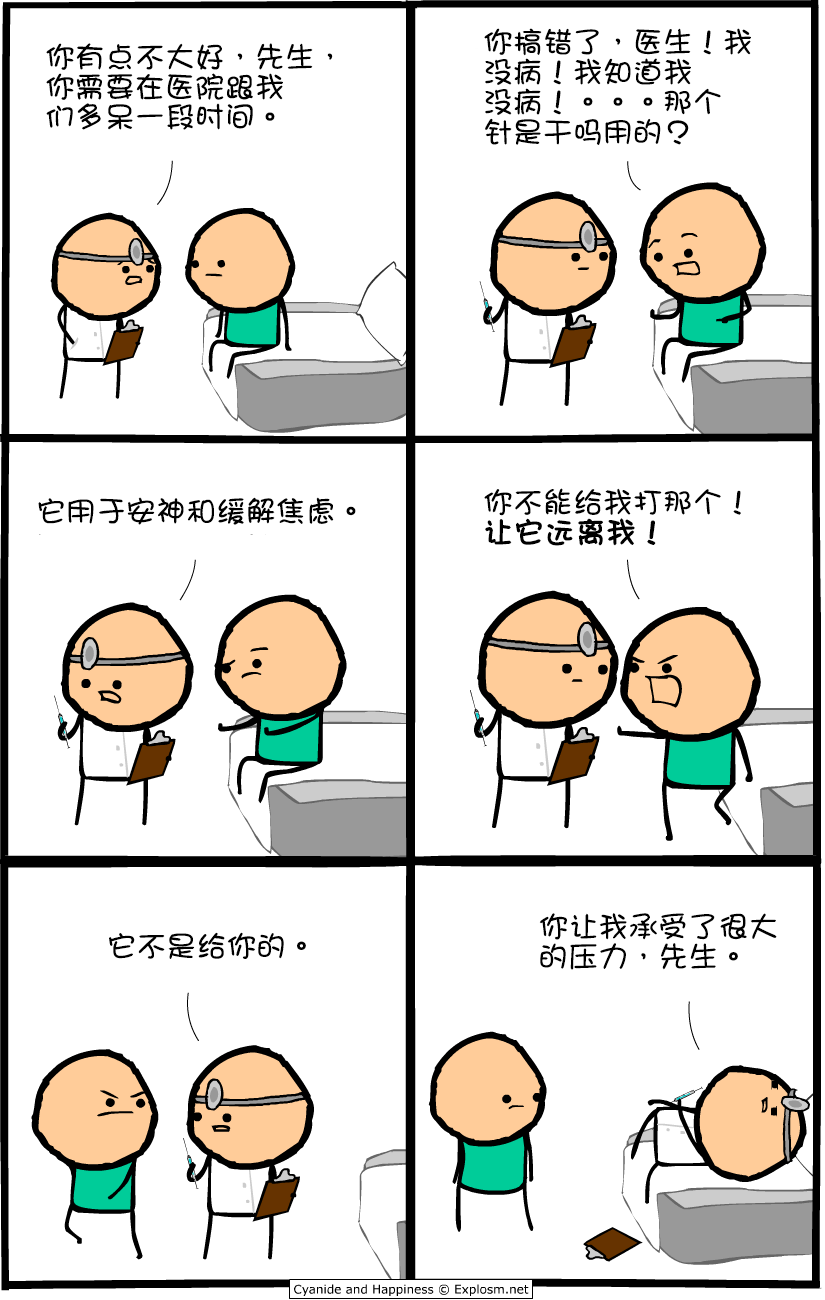 你有点不大好，先生，
你需要在医院跟我
们多呆一段时间。
你搞错了，医生！我
没病！我知道我
没病！。。。那个
针是干吗用的？
它用于安神和缓解焦虑。
你不能给我打那个！
让它远离我！
它不是给你的。
你让我承受了很大
的压力，先生。
Cyanide and Happiness © Explosm.net